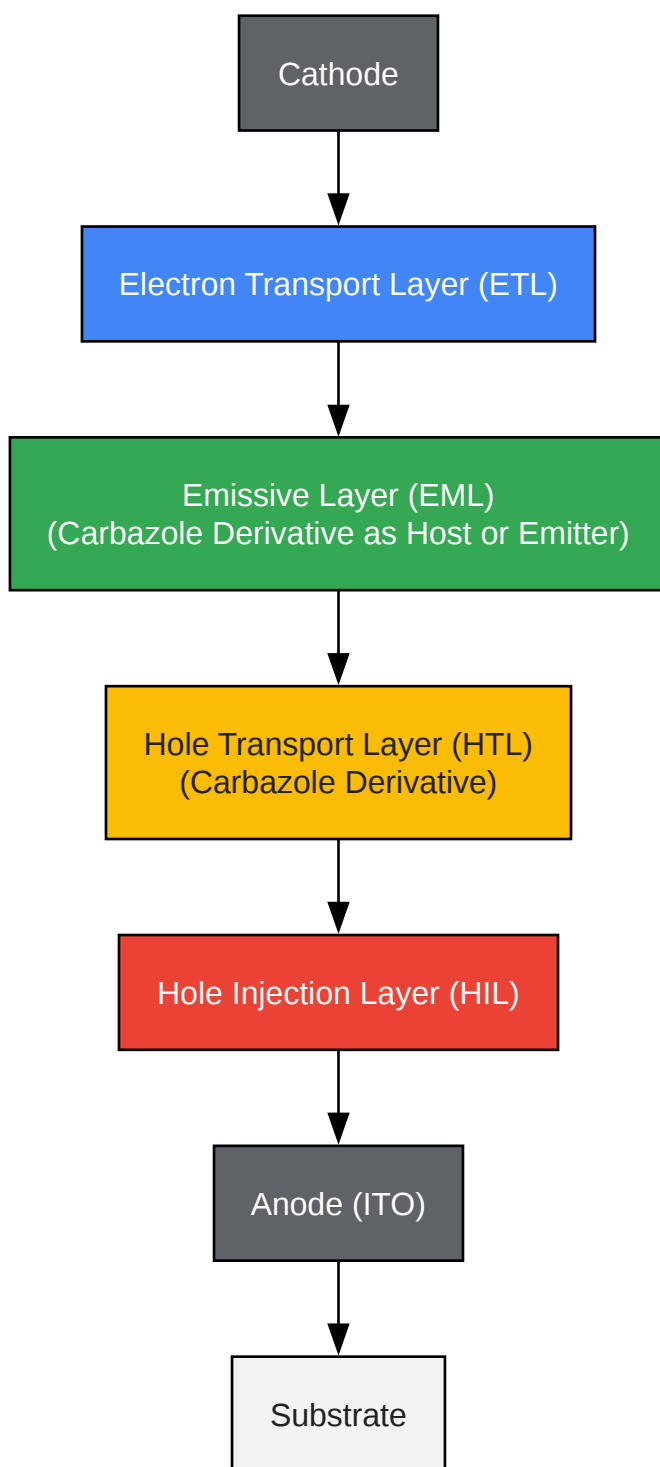 Cathode
Electron Transport Layer (ETL)
Emissive Layer (EML)
(Carbazole Derivative as Host or Emitter)
Hole Transport Layer (HTL)
(Carbazole Derivative)
Hole Injection Layer (HIL)
Anode (ITO)
Substrate